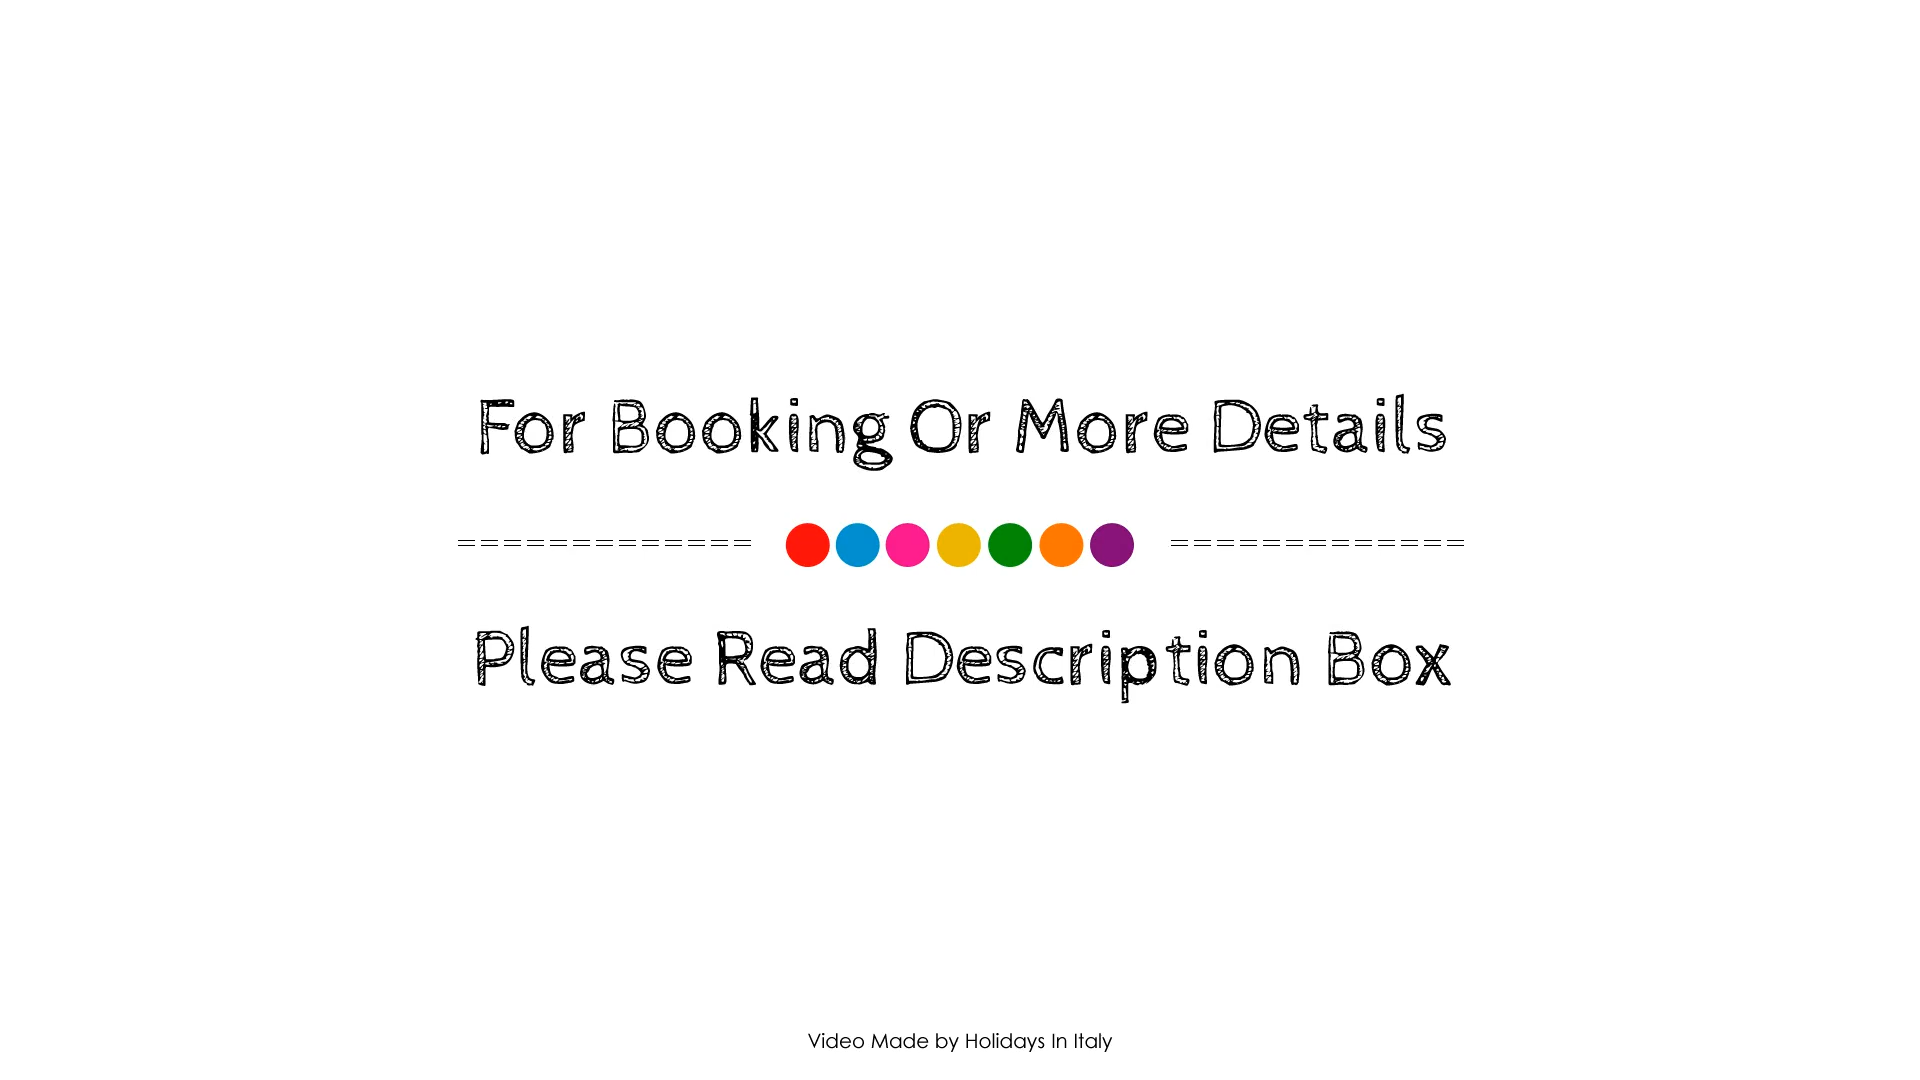 For Booking Or More Details
============= =============
Please Read Description Box
Video Made by Holidays In Italy